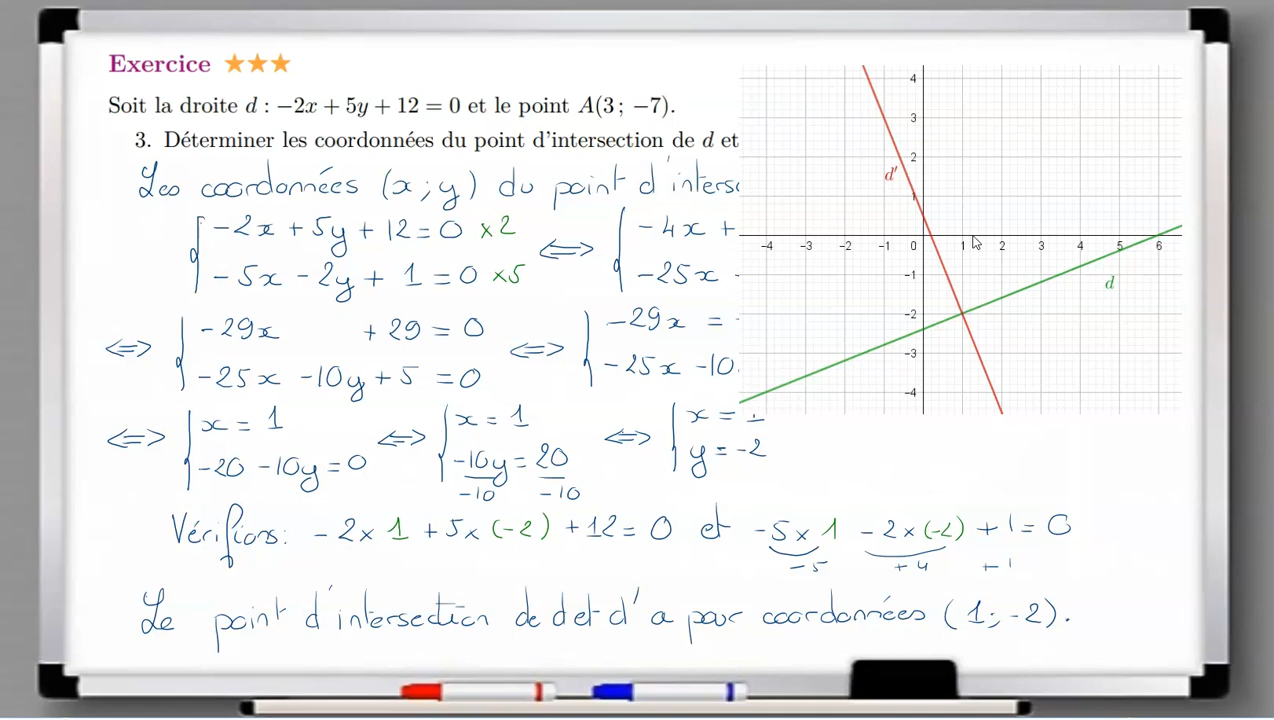 Exercice ★★★
Soit la droite d : −2x + 5y + 12 = 0 et le point A(3 ; −7).
3. Déterminer les coordonnées du point d'intersection de d et
Les coordonnées (x ; y) du point d'inters
{ -2x + 5y + 12 = 0 ×2 ⟺ { -4x +
-5x - 2y + 1 = 0 ×5 -25x -
⟺ { -29x + 29 = 0 ⟺ { -29x =
-25x -10y + 5 = 0 -25x -10
⟺ { x = 1 ⟺ { x = 1 ⟺ { x = 1
-20 -10y = 0 -10y = 20 y = -2
-10 -10
Vérifions : -2 × 1 + 5 × (-2) + 12 = 0 et -5 × 1 - 2 × (-2) + 1 = 0
-5 +4 +1
Le point d'intersection de d et d' a pour coordonnées (1 ; -2).
4
3
2
d'
1
−4 −3 −2 −1 0 1 2 3 4 5 6
−1
d
−2
−3
−4